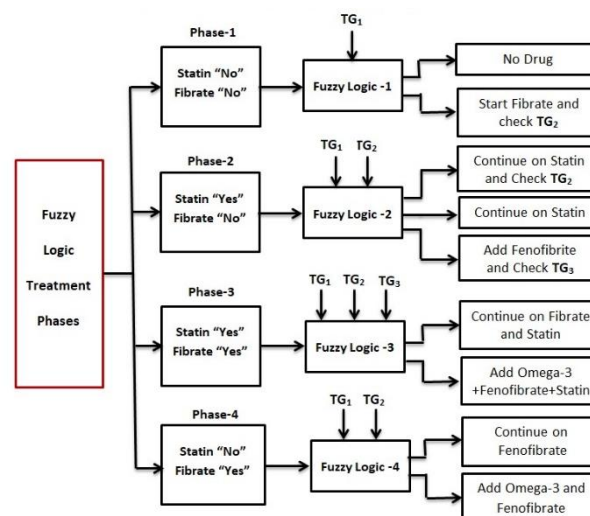 Fuzzy
Logic
Treatment
Phases
Phase-1
Statin “No”
Fibrate “No”
TG1
Fuzzy Logic -1
No Drug
Start Fibrate and
check TG2
Phase-2
Statin “Yes”
Fibrate “No”
TG1 TG2
Fuzzy Logic -2
Continue on Statin
and Check TG2
Continue on Statin
Add Fenofibrite
and Check TG3
Phase-3
Statin “Yes”
Fibrate “Yes”
TG1 TG2 TG3
Fuzzy Logic -3
Continue on Fibrate
and Statin
Add Omega-3
+Fenofibrate+Statin
Phase-4
Statin “No”
Fibrate “Yes”
TG1 TG2
Fuzzy Logic -4
Continue on
Fenofibrate
Add Omega-3 and
Fenofibrate